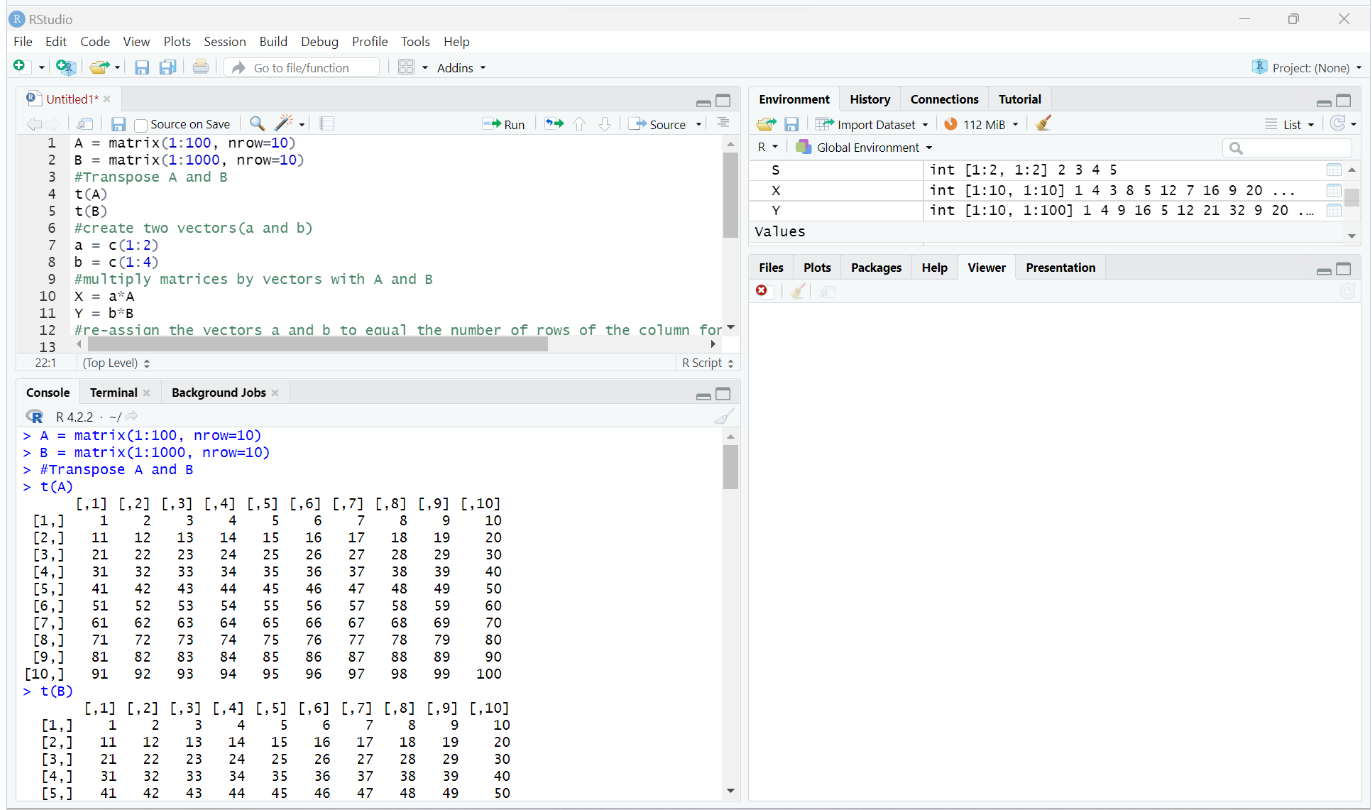 RStudio
File Edit Code View Plots Session Build Debug Profile Tools Help
Go to file/function Addins Project: (None)
Untitled1*
Source on Save Run Source
1 A = matrix(1:100, nrow=10)
2 B = matrix(1:1000, nrow=10)
3 #Transpose A and B
4 t(A)
5 t(B)
6 #create two vectors(a and b)
7 a = c(1:2)
8 b = c(1:4)
9 #multiply matrices by vectors with A and B
10 X = a*A
11 Y = b*B
12 #re-assign the vectors a and b to equal the number of rows of the column for
13
22:1 (Top Level) R Script
Console Terminal Background Jobs
R 4.2.2 · ~/
> A = matrix(1:100, nrow=10)
> B = matrix(1:1000, nrow=10)
> #Transpose A and B
> t(A)
[,1] [,2] [,3] [,4] [,5] [,6] [,7] [,8] [,9] [,10]
[1,] 1 2 3 4 5 6 7 8 9 10
[2,] 11 12 13 14 15 16 17 18 19 20
[3,] 21 22 23 24 25 26 27 28 29 30
[4,] 31 32 33 34 35 36 37 38 39 40
[5,] 41 42 43 44 45 46 47 48 49 50
[6,] 51 52 53 54 55 56 57 58 59 60
[7,] 61 62 63 64 65 66 67 68 69 70
[8,] 71 72 73 74 75 76 77 78 79 80
[9,] 81 82 83 84 85 86 87 88 89 90
[10,] 91 92 93 94 95 96 97 98 99 100
> t(B)
[,1] [,2] [,3] [,4] [,5] [,6] [,7] [,8] [,9] [,10]
[1,] 1 2 3 4 5 6 7 8 9 10
[2,] 11 12 13 14 15 16 17 18 19 20
[3,] 21 22 23 24 25 26 27 28 29 30
[4,] 31 32 33 34 35 36 37 38 39 40
[5,] 41 42 43 44 45 46 47 48 49 50
Environment History Connections Tutorial
Import Dataset 112 MiB List
R Global Environment
S int [1:2, 1:2] 2 3 4 5
X int [1:10, 1:10] 1 4 3 8 5 12 7 16 9 20 ...
Y int [1:10, 1:100] 1 4 9 16 5 12 21 32 9 20 ...
Values
Files Plots Packages Help Viewer Presentation